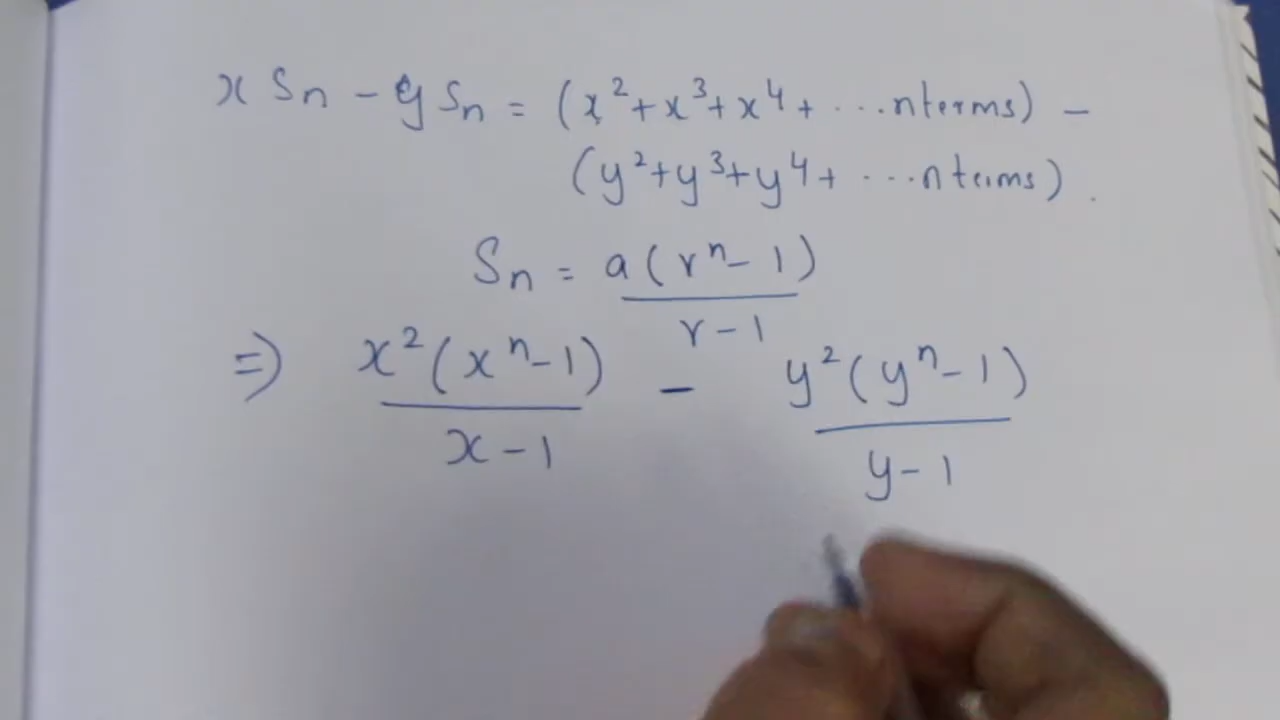 x Sn - y Sn = (x² + x³ + x⁴ + ... n terms) -
(y² + y³ + y⁴ + ... n terms).
Sn = a(rⁿ - 1) / r - 1
=> x²(xⁿ - 1) / x - 1 - y²(yⁿ - 1) / y - 1